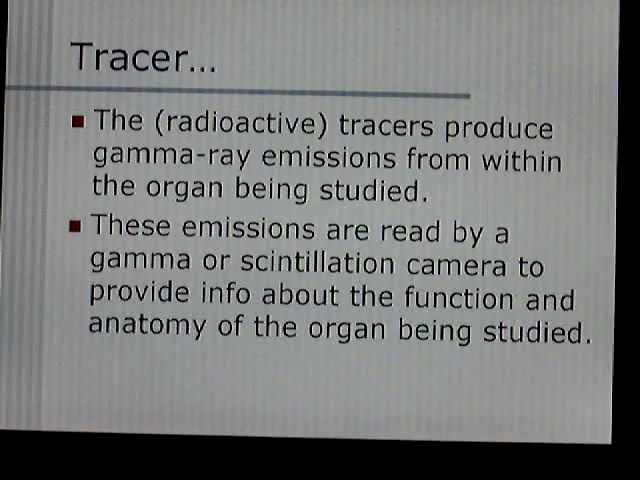 Tracer...
The (radioactive) tracers produce
gamma-ray emissions from within
the organ being studied.
These emissions are read by a
gamma or scintillation camera to
provide info about the function and
anatomy of the organ being studied.